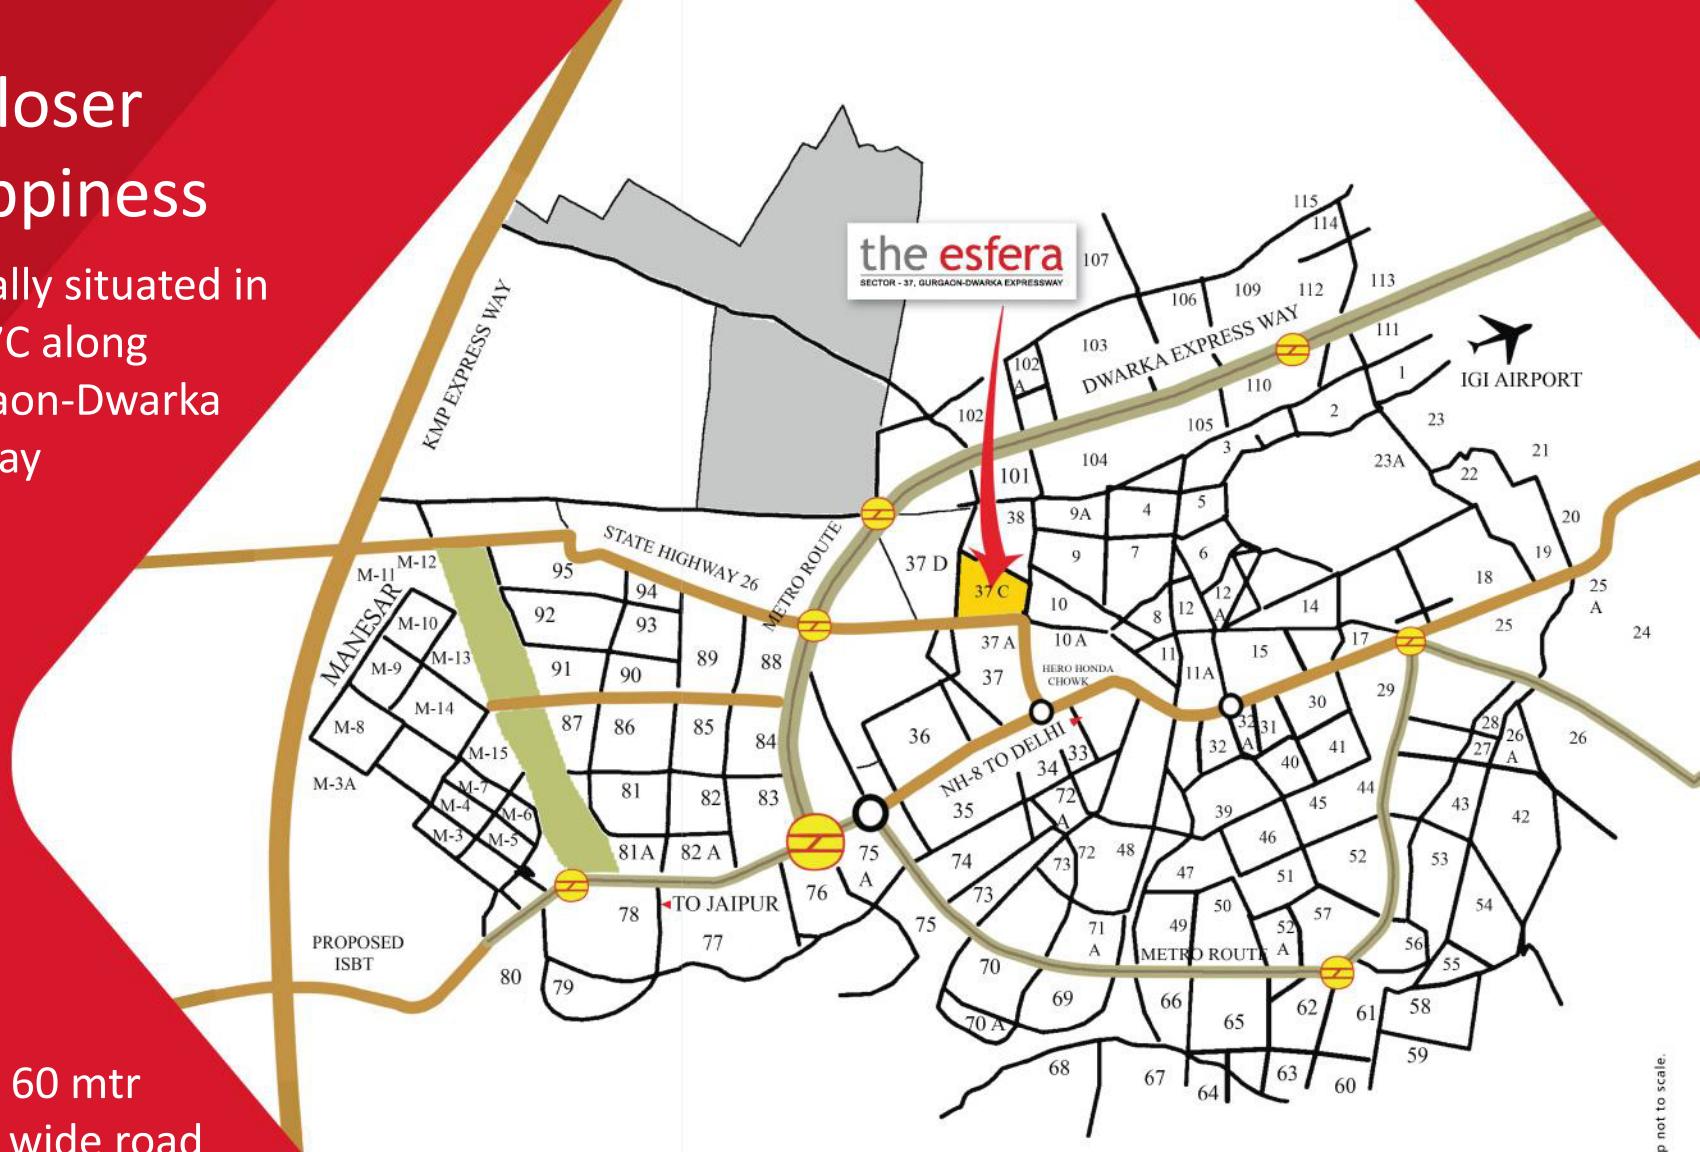 loser
ppiness
ally situated in
7C along
aon-Dwarka
ay
60 mtr
wide road
the esfera
SECTOR - 37, GURGAON-DWARKA EXPRESSWAY
KMP EXPRESS WAY
DWARKA EXPRESS WAY
IGI AIRPORT
STATE HIGHWAY 26
METRO ROUTE
MANESAR
HERO HONDA
CHOWK
NH-8 TO DELHI
TO JAIPUR
METRO ROUTE
PROPOSED
ISBT
115
114
107
113
112
109
106
111
103
102
A
110
1
102
105
2
23
3
104
23A
21
22
101
38
9A
4
5
20
37 D
9
7
6
19
37 C
10
8
12
12
A
14
18
25
A
M-12
M-11
95
94
92
93
M-10
M-13
M-9
91
90
89
88
37 A
10 A
11
11A
15
17
25
24
37
M-14
M-8
87
86
85
84
36
30
29
32
A
31
32
41
28
27
26
A
26
M-15
M-3A
M-7
M-4
M-6
M-3
M-5
81
82
83
33
34
35
72
A
40
39
45
44
43
42
81A
82 A
75
A
74
73
73
72
48
46
47
51
52
53
78
76
77
75
71
A
49
50
52
A
57
54
56
55
80
79
70
69
70 A
66
65
62
61
58
59
68
67
64
63
60
p not to scale.